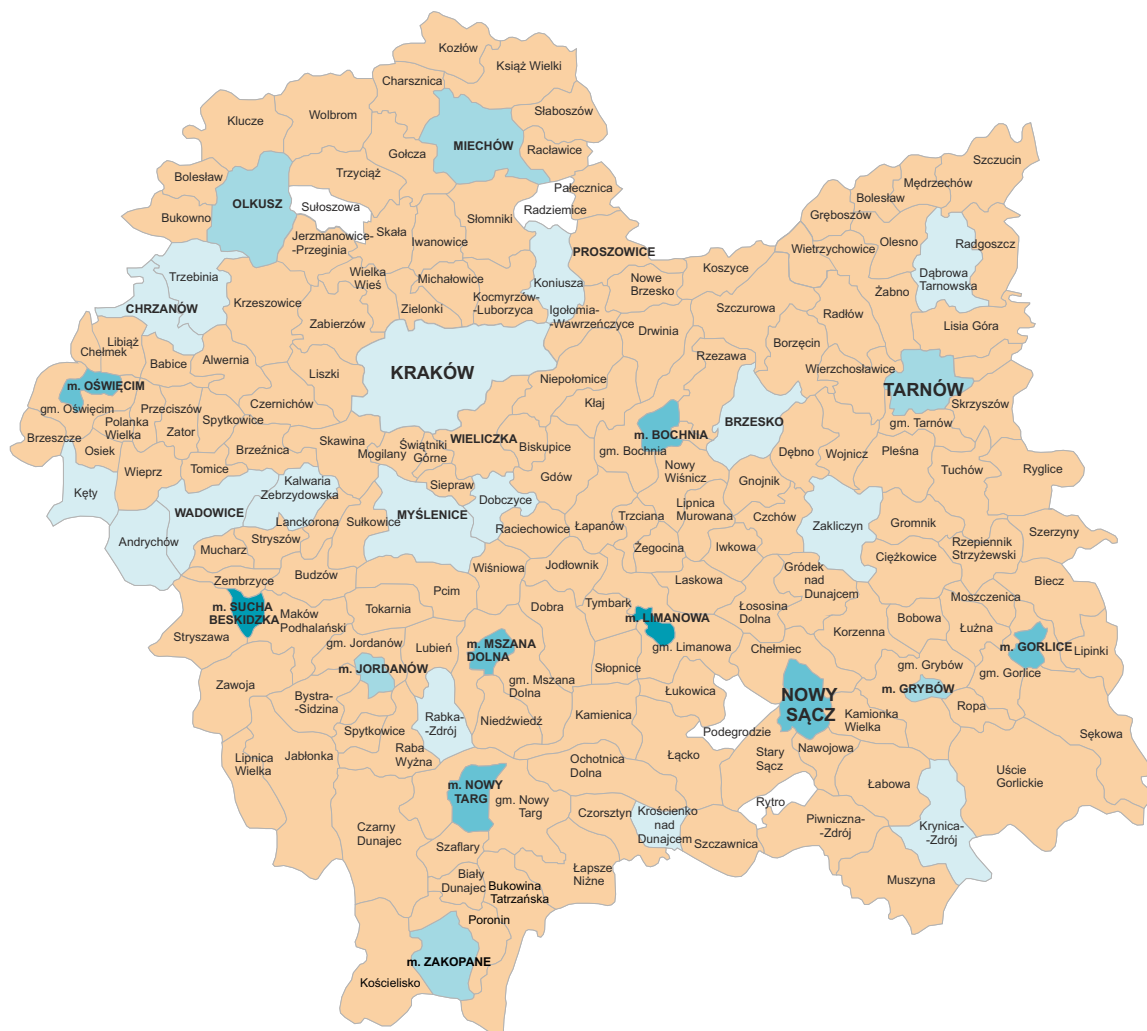 Kozłów
Książ Wielki
Charsznica
Słaboszów
Wolbrom
Klucze
MIECHÓW
Racławice
Gołcza
Trzyciąż
Bolesław
Pałecznica
OLKUSZ
Sułoszowa
Radziemice
Bukowno
Słomniki
Skała
Iwanowice
Jerzmanowice-
-Przeginia
PROSZOWICE
Szczucin
Mędrzechów
Bolesław
Gręboszów
Olesno
Radgoszcz
Wietrzychowice
Dąbrowa
Tarnowska
Żabno
Trzebinia
Wielka
Wieś
Michałowice
Koniusza
Nowe
Brzesko
Koszyce
CHRZANÓW
Krzeszowice
Zielonki
Kocmyrzów-
-Luborzyca
Igołomia-
-Wawrzeńczyce
Szczurowa
Radłów
Zabierzów
Lisia Góra
Drwinia
Libiąż
Chełmek
Babice
Alwernia
Liszki
KRAKÓW
Rzezawa
Borzęcin
Wierzchosławice
m. OŚWIĘCIM
Niepołomice
TARNÓW
Skrzyszów
gm. Oświęcim
Przeciszów
Czernichów
Kłaj
gm. Tarnów
Polanka
Wielka
Spytkowice
Zator
BRZESKO
m. BOCHNIA
Brzeszcze
Osiek
Brzeźnica
Skawina
Mogilany
Świątniki
Górne
WIELICZKA
Biskupice
gm. Bochnia
Dębno
Wojnicz
Pleśna
Tuchów
Ryglice
Wieprz
Tomice
Siepraw
Gdów
Nowy
Wiśnicz
Gnojnik
Kęty
Kalwaria
Zebrzydowska
Dobczyce
Lipnica
Murowana
Czchów
WADOWICE
Lanckorona
Sułkowice
MYŚLENICE
Raciechowice
Łapanów
Trzciana
Zakliczyn
Gromnik
Szerzyny
Andrychów
Mucharz
Stryszów
Żegocina
Iwkowa
Rzepiennik
Strzyżewski
Ciężkowice
Wiśniowa
Jodłownik
Gródek
nad
Dunajcem
Zembrzyce
Budzów
Pcim
Laskowa
Biecz
m. SUCHA
BESKIDZKA
Maków
Podhalański
Tokarnia
Dobra
Tymbark
m. LIMANOWA
Łososina
Dolna
Moszczenica
Bobowa
Łużna
Stryszawa
gm. Jordanów
Lubień
m. MSZANA
DOLNA
gm. Limanowa
Korzenna
Chełmiec
m. GORLICE
Lipinki
m. JORDANÓW
Słopnice
gm. Grybów
gm. Gorlice
Zawoja
gm. Mszana
Dolna
m. GRYBÓW
Bystra-
-Sidzina
Rabka-
Zdrój
Niedźwiedź
Kamienica
Łukowica
NOWY
SĄCZ
Ropa
Kamionka
Wielka
Spytkowice
Podegrodzie
Sękowa
Raba
Wyżna
Nawojowa
Lipnica
Wielka
Jabłonka
Ochotnica
Dolna
Łącko
Stary
Sącz
Uście
Gorlickie
Łabowa
m. NOWY
TARG
gm. Nowy
Targ
Czorsztyn
Krościenko
nad
Dunajcem
Rytro
Piwniczna-
-Zdrój
Krynica-
-Zdrój
Czarny
Dunajec
Szaflary
Szczawnica
Biały
Dunajec
Bukowina
Tatrzańska
Łapsze
Niżne
Muszyna
Poronin
m. ZAKOPANE
Kościelisko